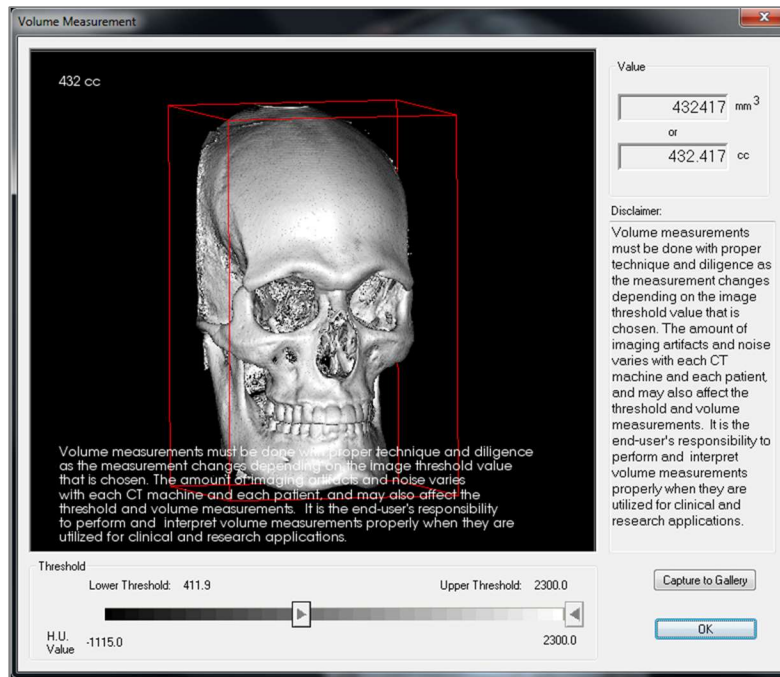 Volume Measurement
432 cc
Volume measurements must be done with proper technique and diligence
as the measurement changes depending on the image threshold value
that is chosen. The amount of imaging artifacts and noise varies
with each CT machine and each patient, and may also affect the
threshold and volume measurements. It is the end-user's responsibility
to perform and interpret volume measurements properly when they are
utilized for clinical and research applications.
Value
432417 mm3
or
432.417 cc
Disclaimer:
Volume measurements
must be done with proper
technique and diligence as
the measurement changes
depending on the image
threshold value that is
chosen. The amount of
imaging artifacts and noise
varies with each CT
machine and each patient,
and may also affect the
threshold and volume
measurements. It is the
end-user's responsibility to
perform and interpret
volume measurements
properly when they are
utilized for clinical and
research applications.
Threshold
Lower Threshold: 411.9
Upper Threshold: 2300.0
H.U.
Value
-1115.0
2300.0
Capture to Gallery
OK